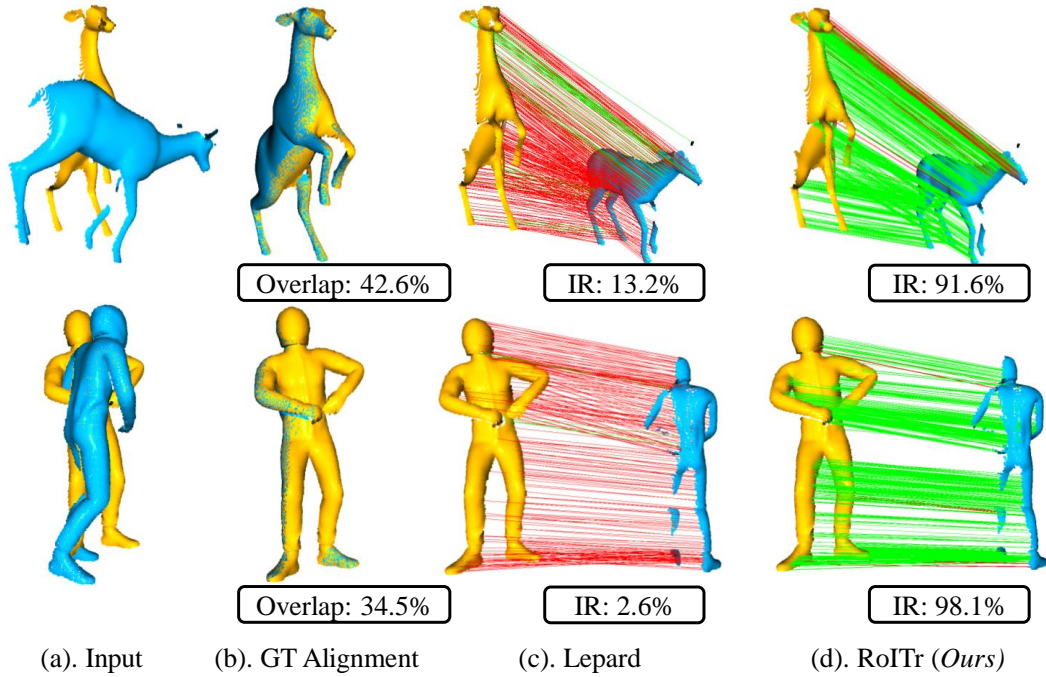 Overlap: 42.6%
IR: 13.2%
IR: 91.6%
Overlap: 34.5%
IR: 2.6%
IR: 98.1%
(a). Input
(b). GT Alignment
(c). Lepard
(d). RoITr (Ours)